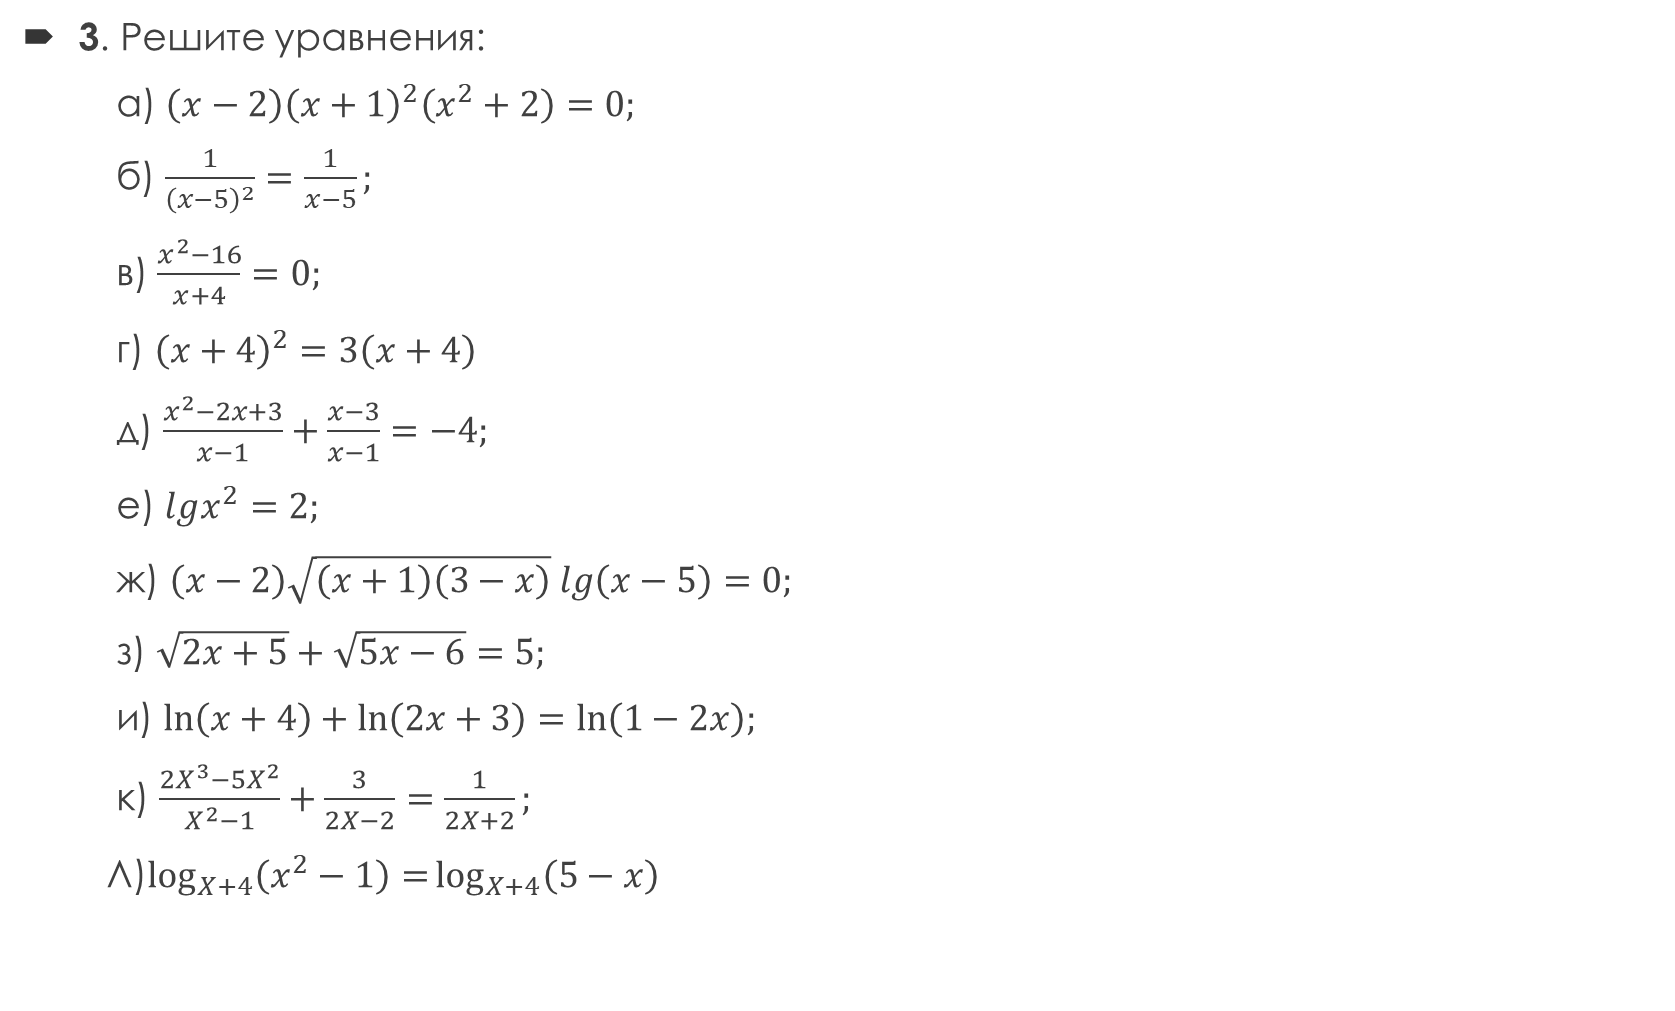 3. Решите уравнения:
а) (x − 2)(x + 1)²(x² + 2) = 0;
б) 1/(x−5)² = 1/(x−5);
в) (x²−16)/(x+4) = 0;
г) (x + 4)² = 3(x + 4)
д) (x²−2x+3)/(x−1) + (x−3)/(x−1) = −4;
е) lgx² = 2;
ж) (x − 2)√((x + 1)(3 − x)) lg(x − 5) = 0;
з) √(2x + 5) + √(5x − 6) = 5;
и) ln(x + 4) + ln(2x + 3) = ln(1 − 2x);
к) (2X³−5X²)/(X²−1) + 3/(2X−2) = 1/(2X+2);
Λ)log_{X+4}(x² − 1) = log_{X+4}(5 − x)